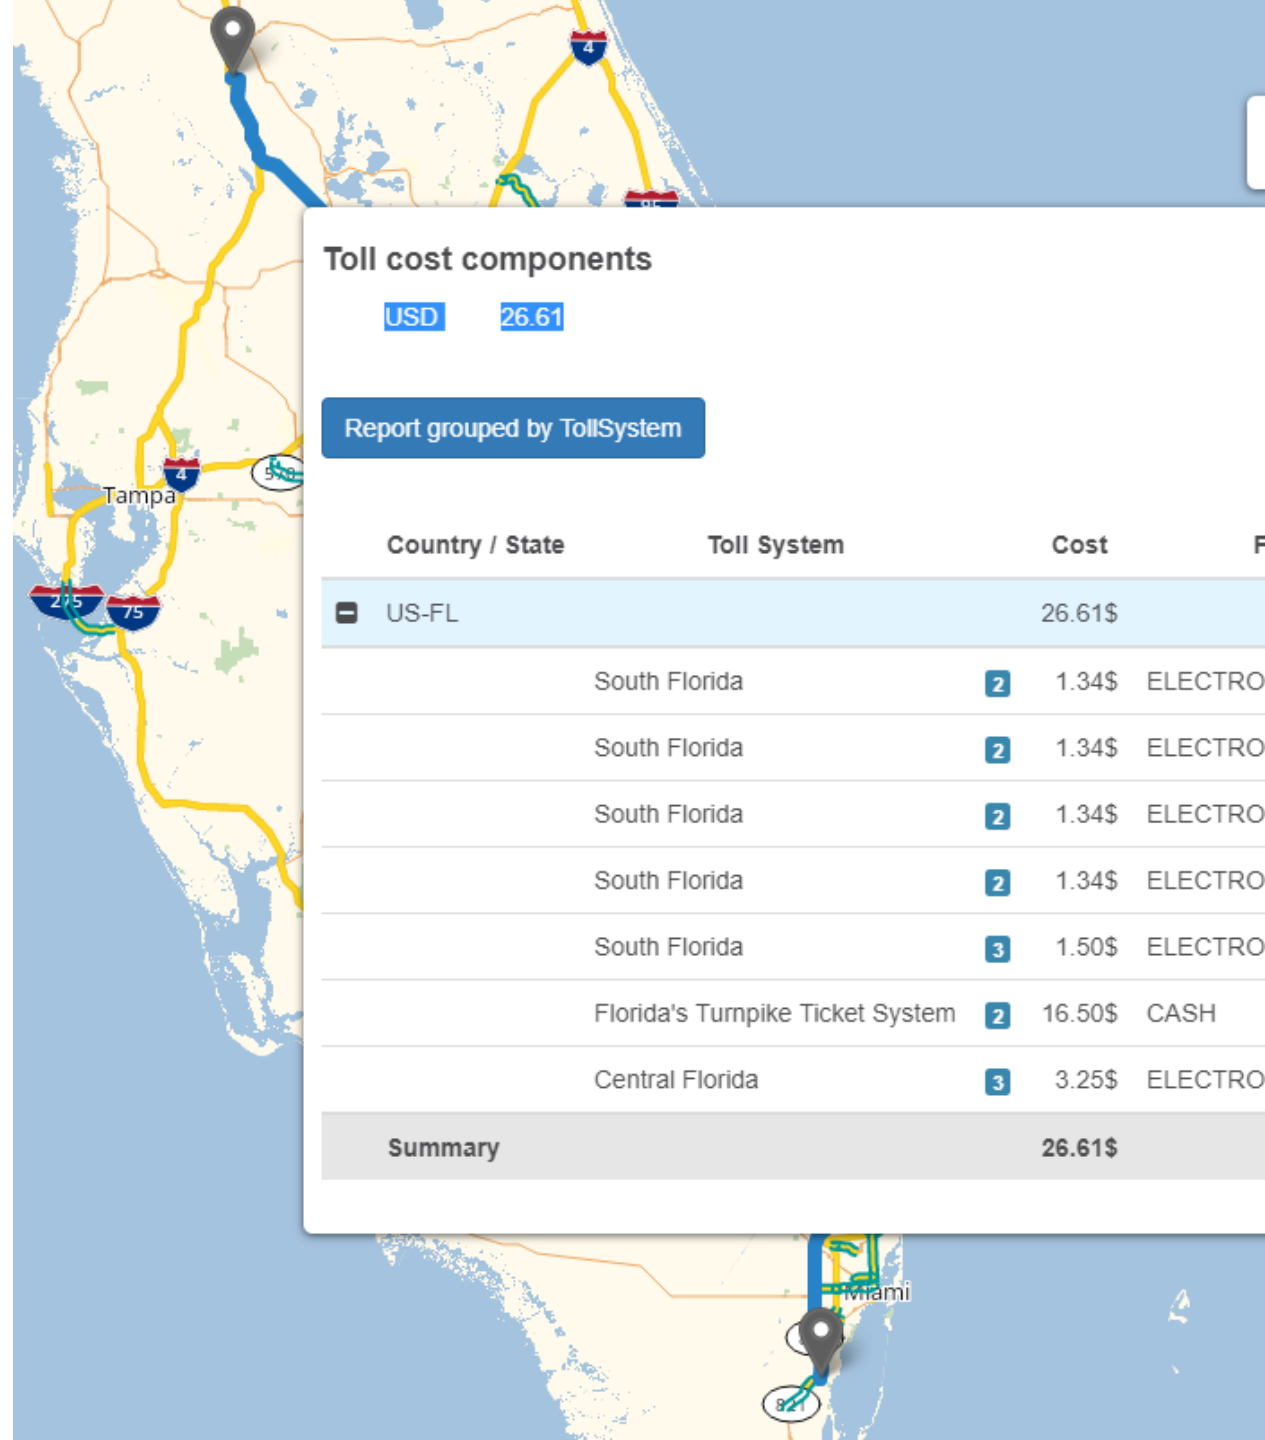 4
Toll cost components
USD 26.61
Report grouped by TollSystem
4
Tampa
Country / State Toll System Cost F
275
75
US-FL 26.61$
South Florida 2 1.34$ ELECTRO
South Florida 2 1.34$ ELECTRO
South Florida 2 1.34$ ELECTRO
South Florida 2 1.34$ ELECTRO
South Florida 3 1.50$ ELECTRO
Florida's Turnpike Ticket System 2 16.50$ CASH
Central Florida 3 3.25$ ELECTRO
Summary 26.61$
Miami
821